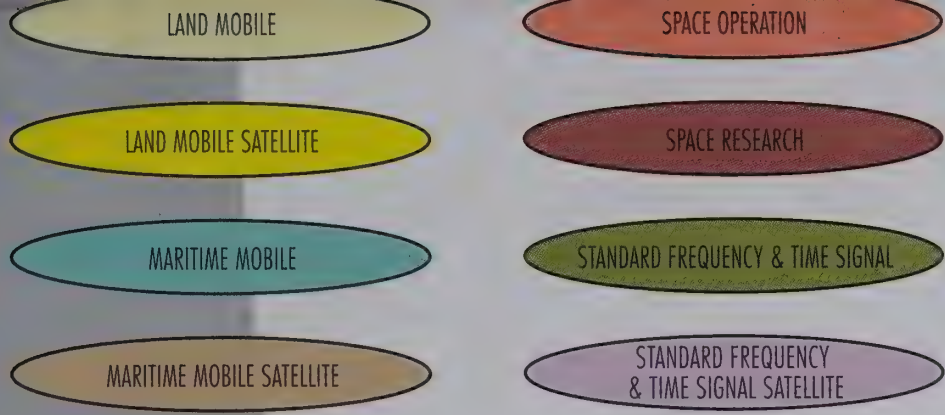 LAND MOBILE
LAND MOBILE SATELLITE
MARITIME MOBILE
MARITIME MOBILE SATELLITE
SPACE OPERATION
SPACE RESEARCH
STANDARD FREQUENCY & TIME SIGNAL
STANDARD FREQUENCY
& TIME SIGNAL SATELLITE